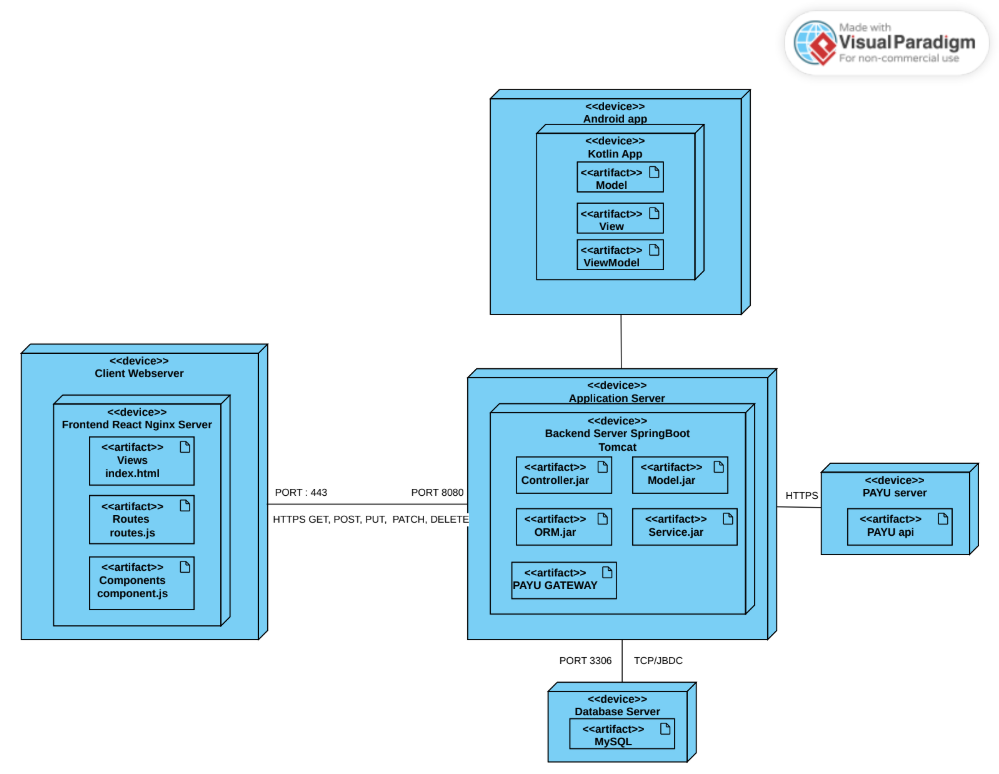 Made with
VisualParadigm
For non-commercial use
<<device>>
Android app
<<device>>
Kotlin App
<<artifact>>
Model
<<artifact>>
View
<<artifact>>
ViewModel
<<device>>
Client Webserver
<<device>>
Frontend React Nginx Server
<<artifact>>
Views
index.html
<<artifact>>
Routes
routes.js
<<artifact>>
Components
component.js
PORT : 443
PORT 8080
HTTPS GET, POST, PUT, PATCH, DELETE
<<device>>
Application Server
<<device>>
Backend Server SpringBoot
Tomcat
<<artifact>>
Controller.jar
<<artifact>>
Model.jar
<<artifact>>
ORM.jar
<<artifact>>
Service.jar
<<artifact>>
PAYU GATEWAY
HTTPS
<<device>>
PAYU server
<<artifact>>
PAYU api
PORT 3306
TCP/JBDC
<<device>>
Database Server
<<artifact>>
MySQL